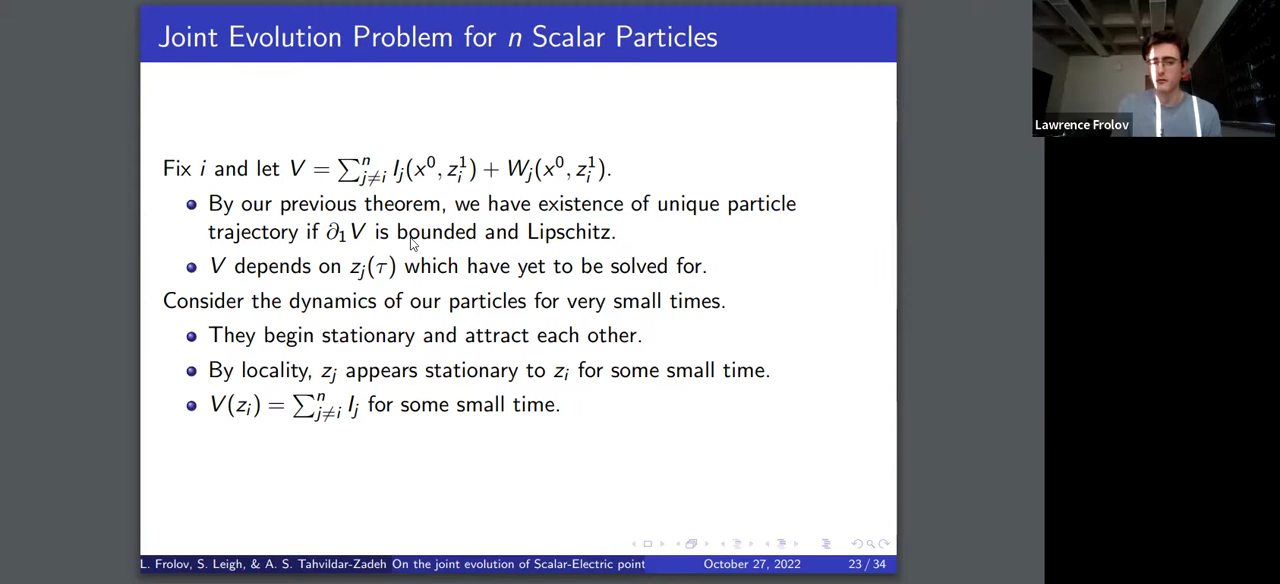 Joint Evolution Problem for n Scalar Particles
Fix i and let V = ∑ⁿⱼ≠ᵢ Iⱼ(x⁰, zᵢ¹) + Wⱼ(x⁰, zᵢ¹).
By our previous theorem, we have existence of unique particle
trajectory if ∂₁V is bounded and Lipschitz.
V depends on zⱼ(τ) which have yet to be solved for.
Consider the dynamics of our particles for very small times.
They begin stationary and attract each other.
By locality, zⱼ appears stationary to zᵢ for some small time.
V(zᵢ) = ∑ⁿⱼ≠ᵢ Iⱼ for some small time.
L. Frolov, S. Leigh, & A. S. Tahvildar-Zadeh On the joint evolution of Scalar-Electric point October 27, 2022 23 / 34
Lawrence Frolov